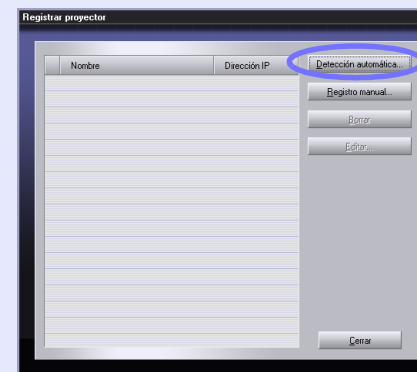 Registrar proyector
Nombre Dirección IP
Detección automática...
Registro manual...
Borrar
Editar...
Cerrar